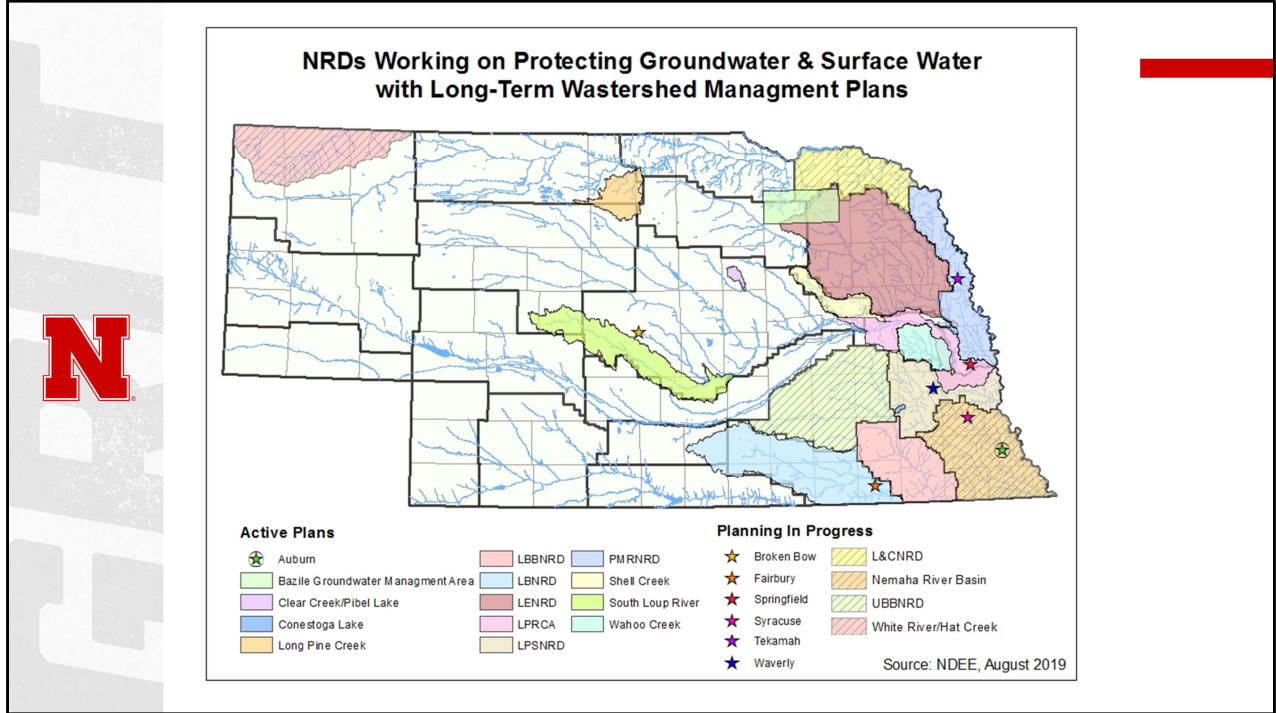 NRDs Working on Protecting Groundwater & Surface Water
with Long-Term Wastershed Managment Plans
N
Active Plans
Auburn
Bazile Groundwater Managment Area
Clear Creek/Pibel Lake
Conestoga Lake
Long Pine Creek
LBBNRD
LBNRD
LENRD
LPRCA
LPSNRD
PMRNRD
Shell Creek
South Loup River
Wahoo Creek
Planning In Progress
Broken Bow
Fairbury
Springfield
Syracuse
Tekamah
Waverly
L&CNRD
Nemaha River Basin
UBBNRD
White River/Hat Creek
Source: NDEE, August 2019